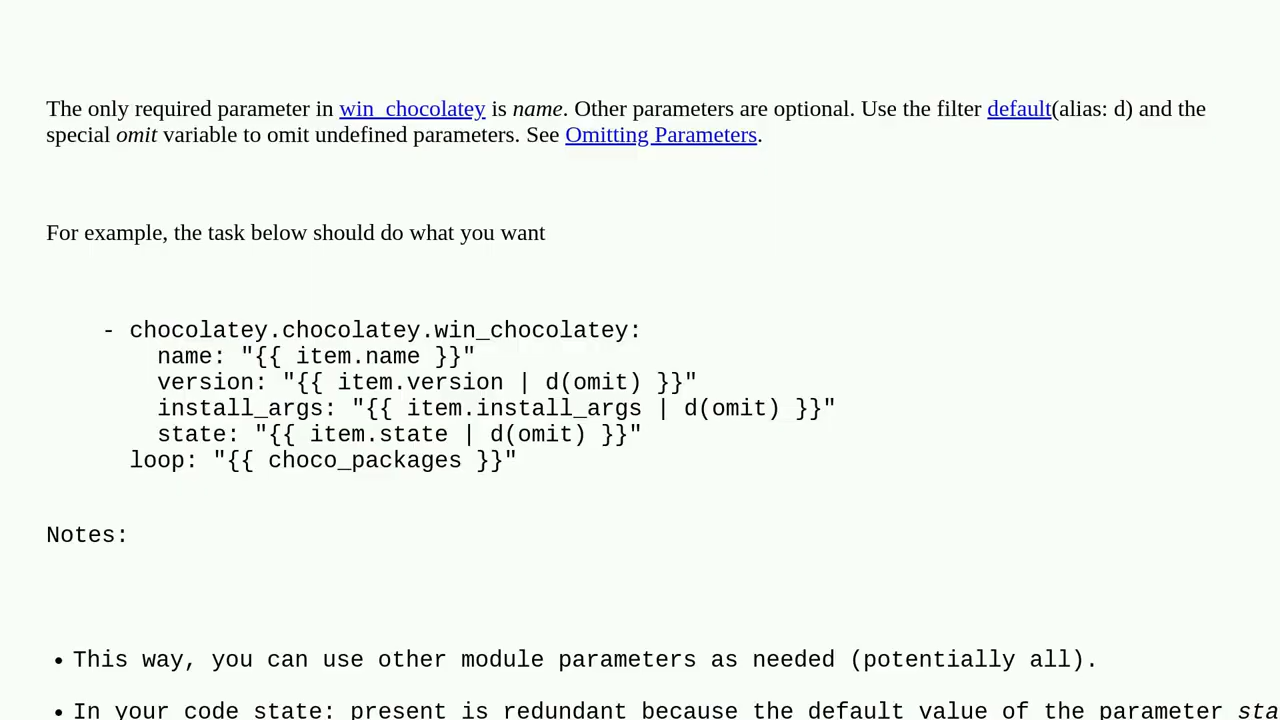 The only required parameter in win_chocolatey is name. Other parameters are optional. Use the filter default(alias: d) and the
special omit variable to omit undefined parameters. See Omitting Parameters.
For example, the task below should do what you want
- chocolatey.chocolatey.win_chocolatey:
name: "{{ item.name }}"
version: "{{ item.version | d(omit) }}"
install_args: "{{ item.install_args | d(omit) }}"
state: "{{ item.state | d(omit) }}"
loop: "{{ choco_packages }}"
Notes:
• This way, you can use other module parameters as needed (potentially all).
• In your code state: present is redundant because the default value of the parameter sta